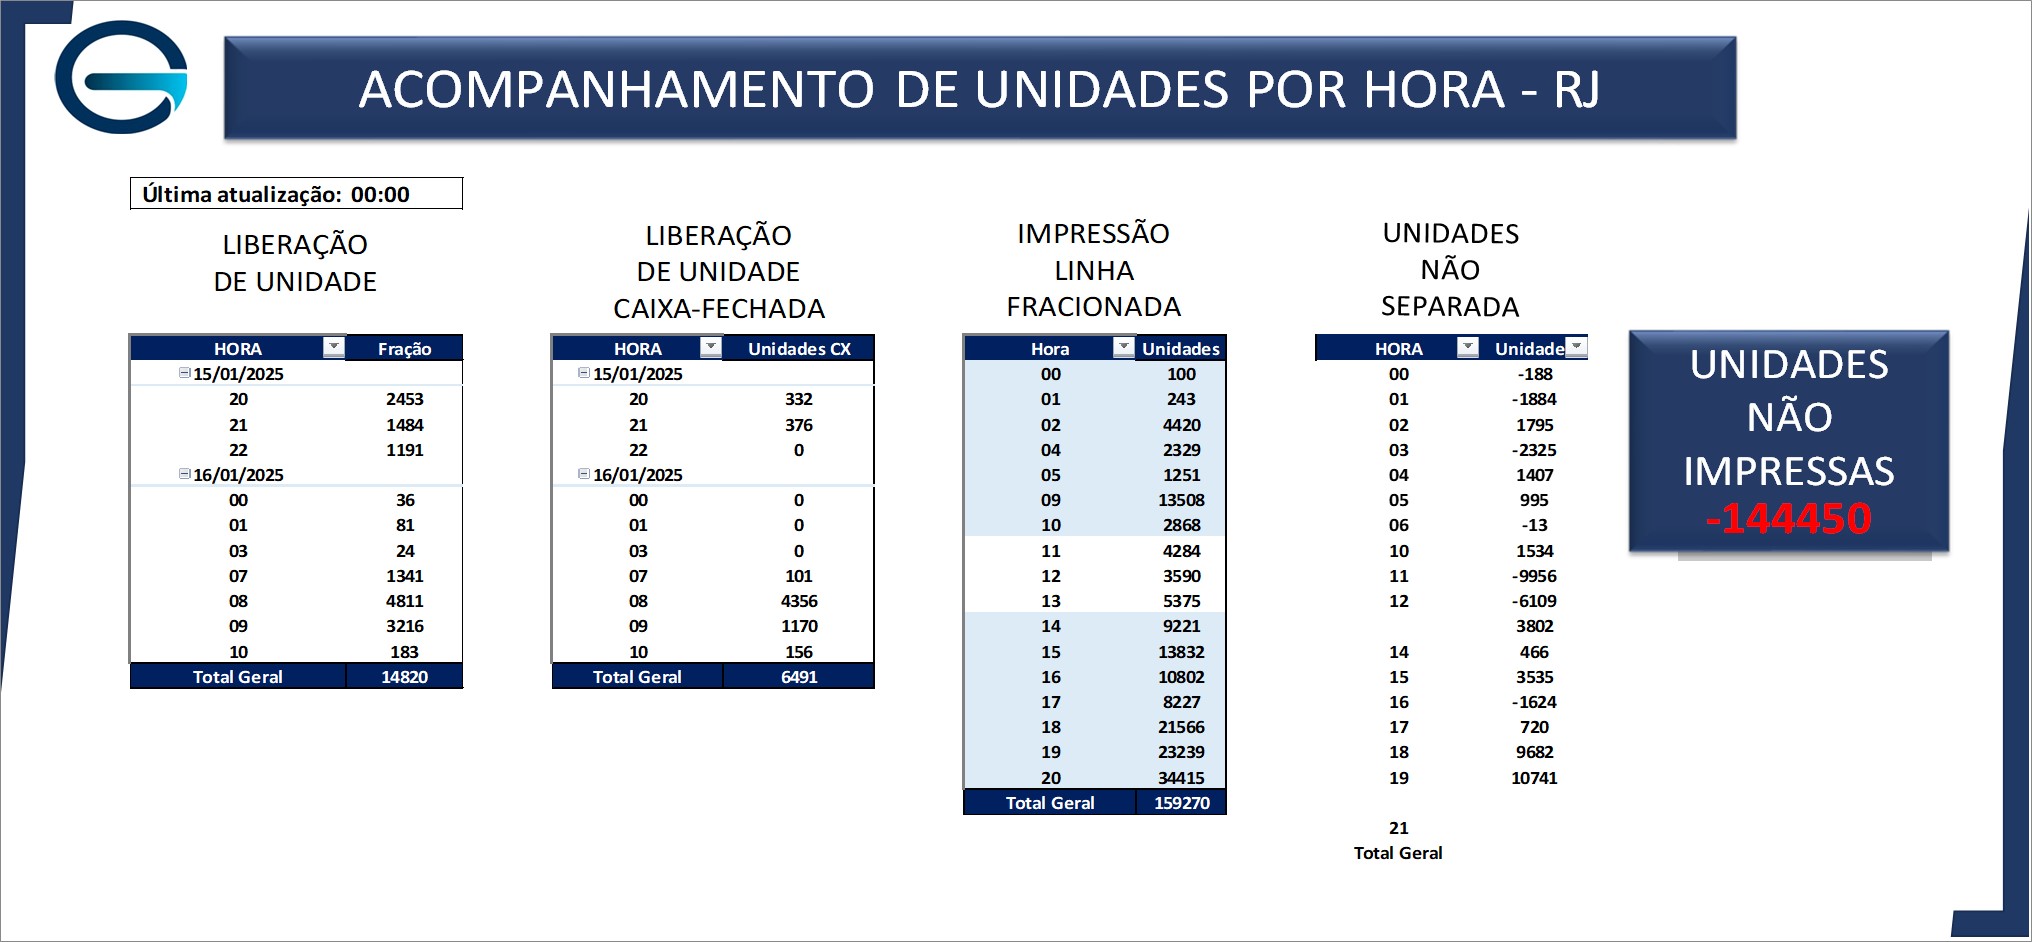 ACOMPANHAMENTO DE UNIDADES POR HORA - RJ
Última atualização: 00:00
LIBERAÇÃO
DE UNIDADE
HORA Fração
15/01/2025
20 2453
21 1484
22 1191
16/01/2025
00 36
01 81
03 24
07 1341
08 4811
09 3216
10 183
Total Geral 14820
LIBERAÇÃO
DE UNIDADE
CAIXA-FECHADA
HORA Unidades CX
15/01/2025
20 332
21 376
22 0
16/01/2025
00 0
01 0
03 0
07 101
08 4356
09 1170
10 156
Total Geral 6491
IMPRESSÃO
LINHA
FRACIONADA
Hora Unidades
00 100
01 243
02 4420
04 2329
05 1251
09 13508
10 2868
11 4284
12 3590
13 5375
14 9221
15 13832
16 10802
17 8227
18 21566
19 23239
20 34415
Total Geral 159270
UNIDADES
NÃO
SEPARADA
HORA Unidade
00 -188
01 -1884
02 1795
03 -2325
04 1407
05 995
06 -13
10 1534
11 -9956
12 -6109
3802
14 466
15 3535
16 -1624
17 720
18 9682
19 10741
21
Total Geral
UNIDADES
NÃO
IMPRESSAS
-144450